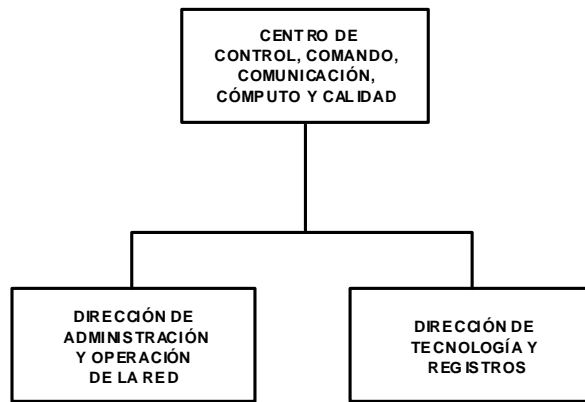 CENTRO DE
CONTROL, COMANDO,
COMUNICACIÓN,
CÓMPUTO Y CALIDAD
DIRECCIÓN DE
ADMINISTRACIÓN
Y OPERACIÓN
DE LA RED
DIRECCIÓN DE
TECNOLOGÍA Y
REGISTROS